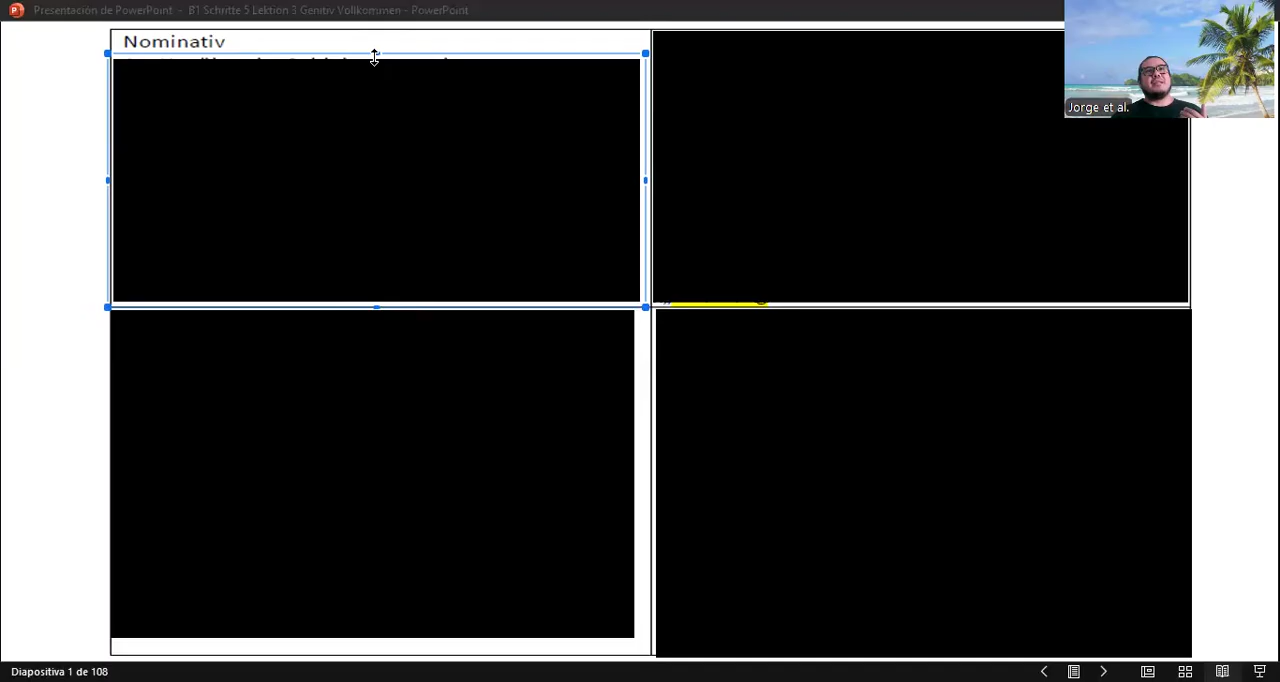 Presentación de PowerPoint - B1 Schritte 5 Lektion 3 Genitiv Vollkommen - PowerPoint
Nominativ
Jorge et al.
Diapositiva 1 de 108